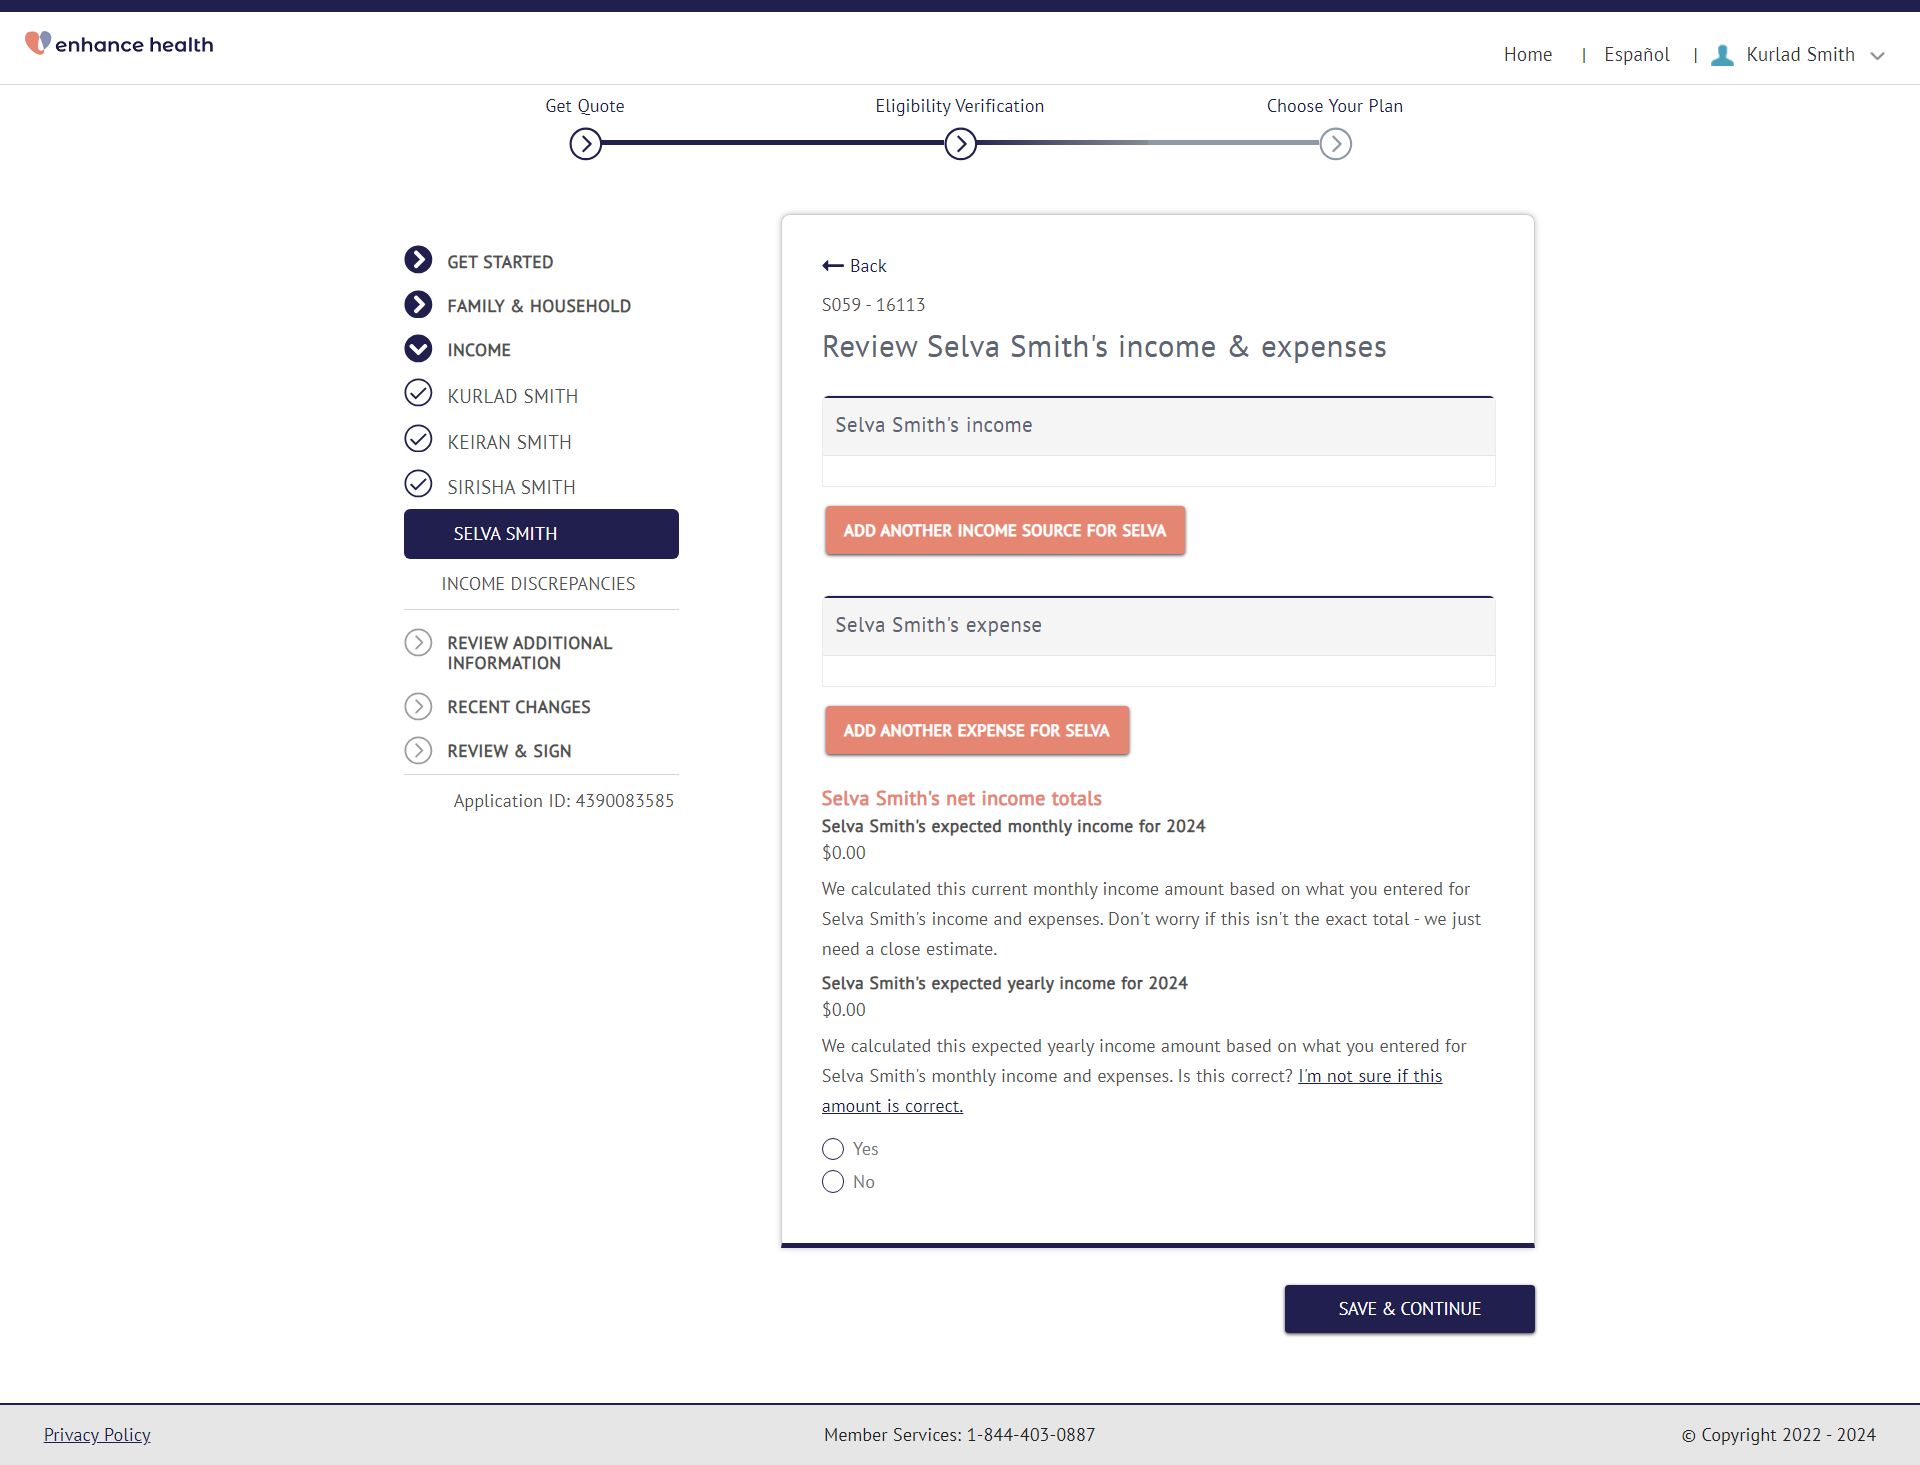 enhance health
Home | Español | Kurlad Smith
Get Quote
Eligibility Verification
Choose Your Plan
GET STARTED
FAMILY & HOUSEHOLD
INCOME
KURLAD SMITH
KEIRAN SMITH
SIRISHA SMITH
SELVA SMITH
INCOME DISCREPANCIES
REVIEW ADDITIONAL
INFORMATION
RECENT CHANGES
REVIEW & SIGN
Application ID: 4390083585
Back
S059 - 16113
Review Selva Smith's income & expenses
Selva Smith's income
ADD ANOTHER INCOME SOURCE FOR SELVA
Selva Smith's expense
ADD ANOTHER EXPENSE FOR SELVA
Selva Smith's net income totals
Selva Smith's expected monthly income for 2024
$0.00
We calculated this current monthly income amount based on what you entered for
Selva Smith's income and expenses. Don't worry if this isn't the exact total - we just
need a close estimate.
Selva Smith's expected yearly income for 2024
$0.00
We calculated this expected yearly income amount based on what you entered for
Selva Smith's monthly income and expenses. Is this correct? I'm not sure if this
amount is correct.
Yes
No
SAVE & CONTINUE
Privacy Policy
Member Services: 1-844-403-0887
© Copyright 2022 - 2024